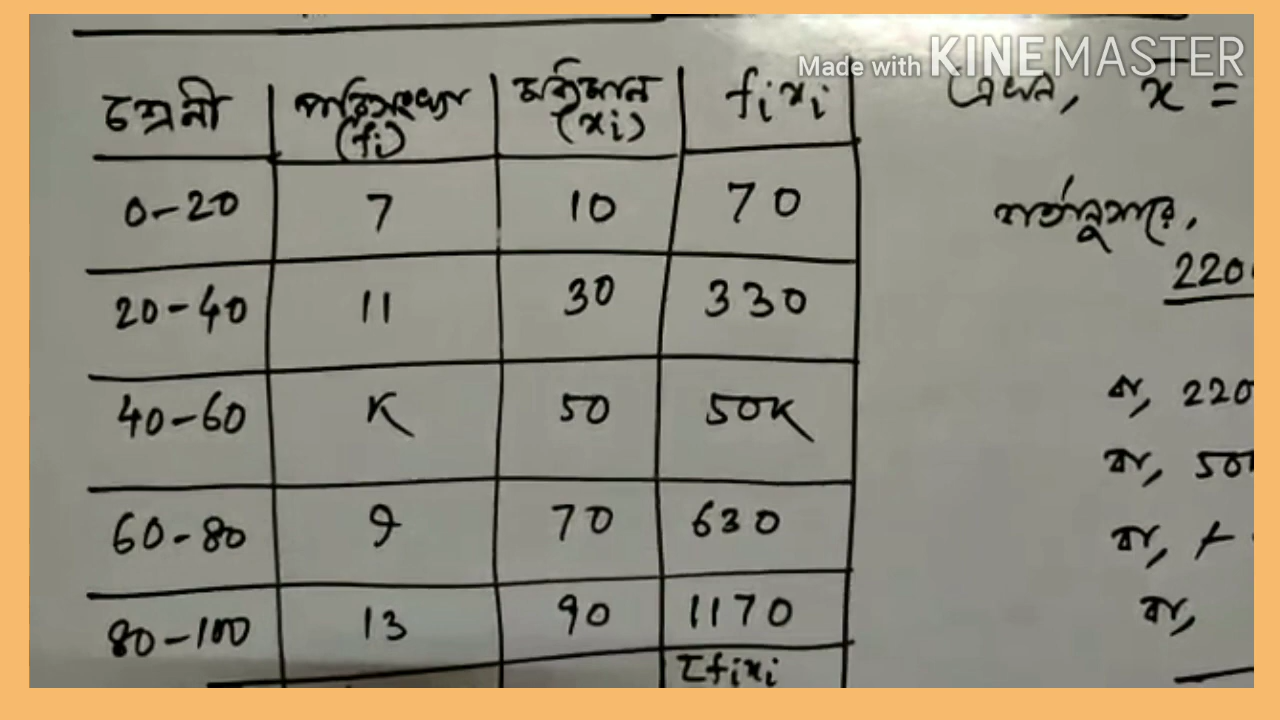 Made with KINEMASTER
শ্রেনী পরিসংখ্যা (fi) মধ্যমান (xi) fixi
0-20 7 10 70
20-40 11 30 330
40-60 K 50 50K
60-80 9 70 630
80-100 13 90 1170
Σfixi
এখন, x̄ =
শর্তানুসারে,
220
বা, 220
বা, 50
বা,
বা,